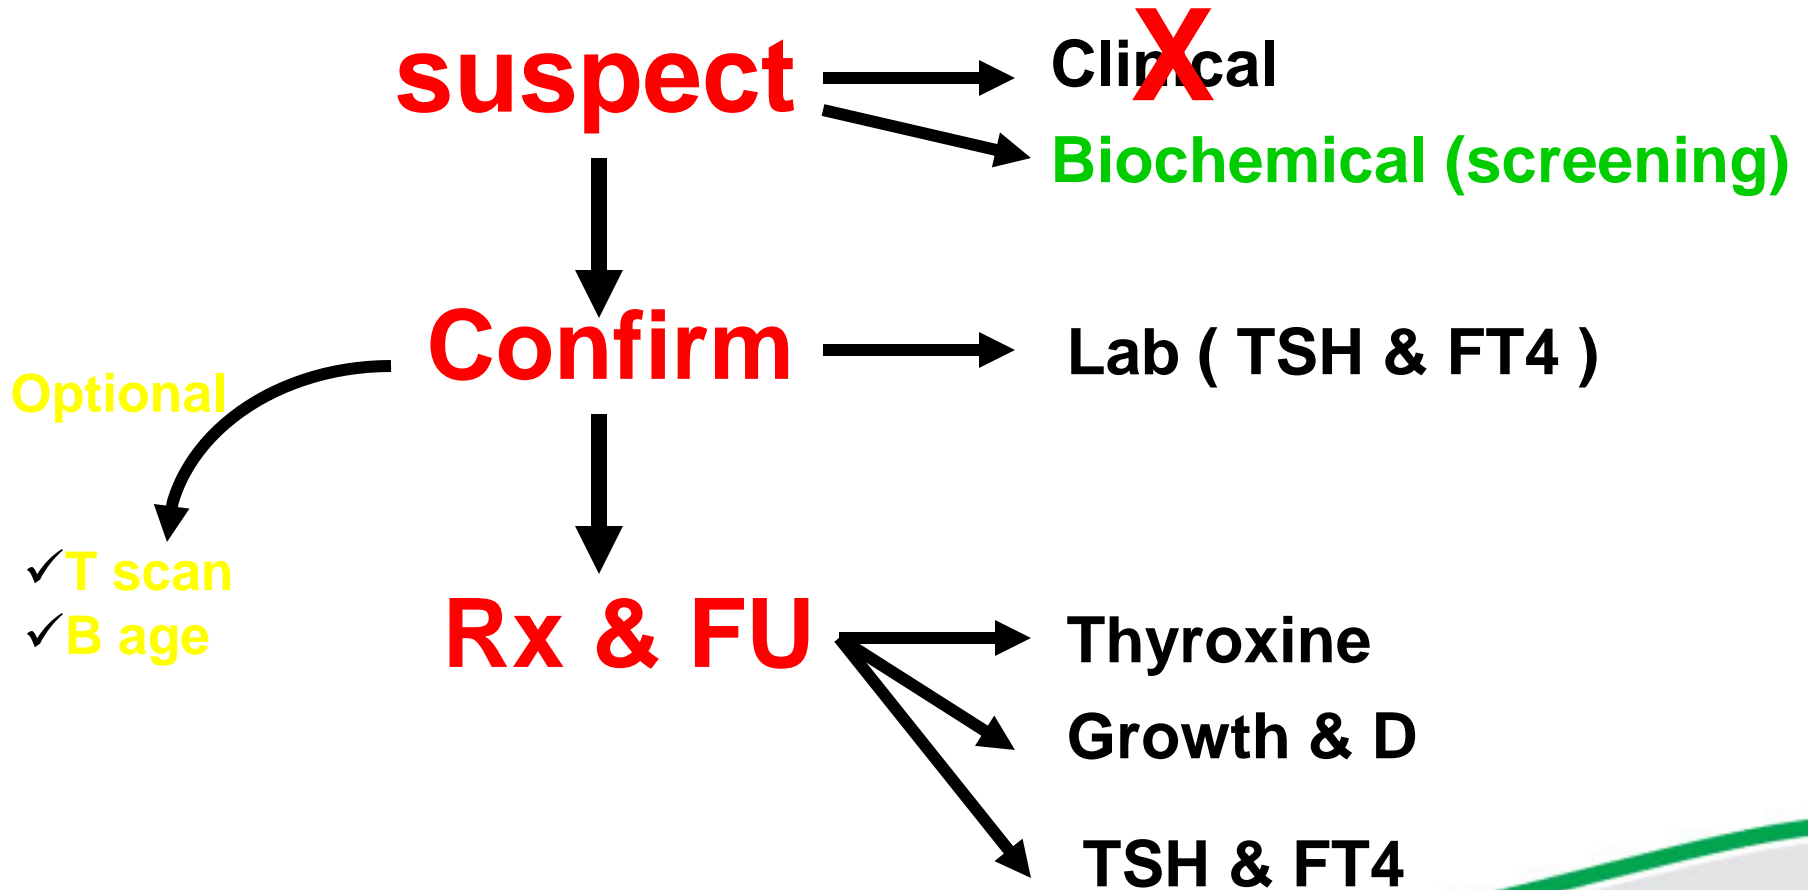 suspect
Clinical
X
Biochemical (screening)
Confirm
Lab ( TSH & FT4 )
Optional
✓T scan
✓B age
Rx & FU
Thyroxine
Growth & D
TSH & FT4